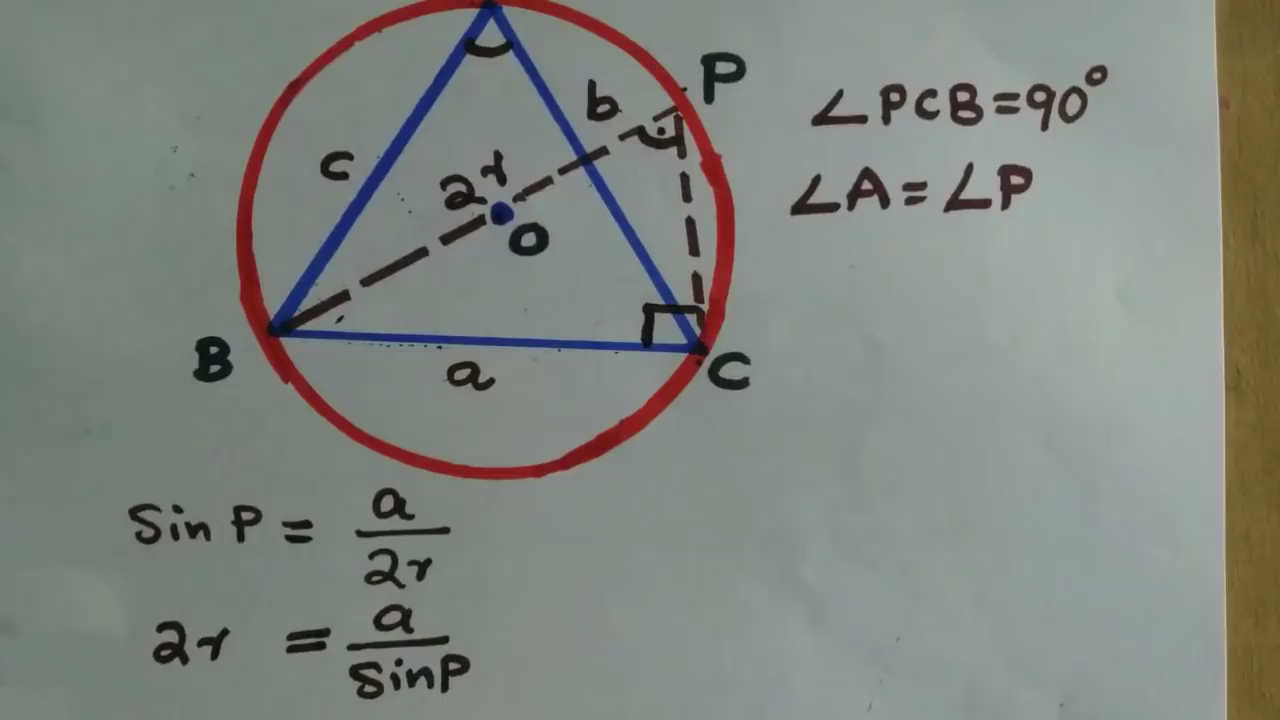 P
b
c
2r
O
B
a
C
∠PCB=90°
∠A=∠P
Sin P = a/2r
2r = a/SinP